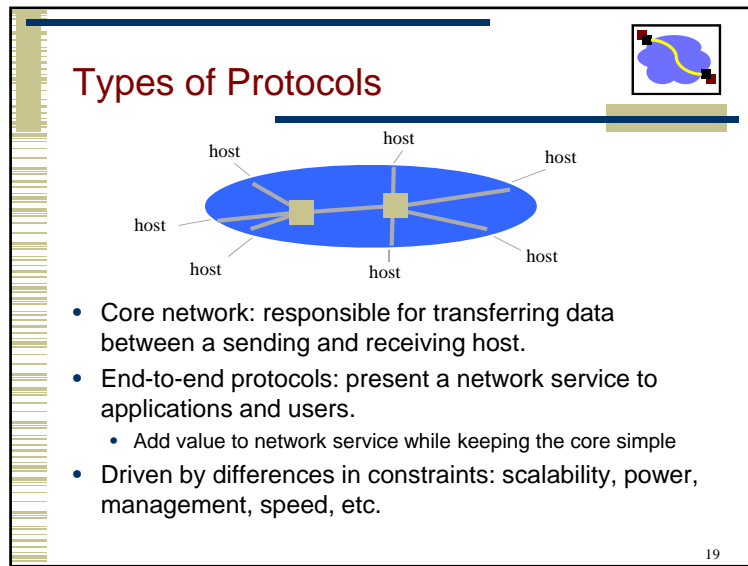 Types of Protocols
host
host
host
host
host
host
host
• Core network: responsible for transferring data
between a sending and receiving host.
• End-to-end protocols: present a network service to
applications and users.
• Add value to network service while keeping the core simple
• Driven by differences in constraints: scalability, power,
management, speed, etc.
19